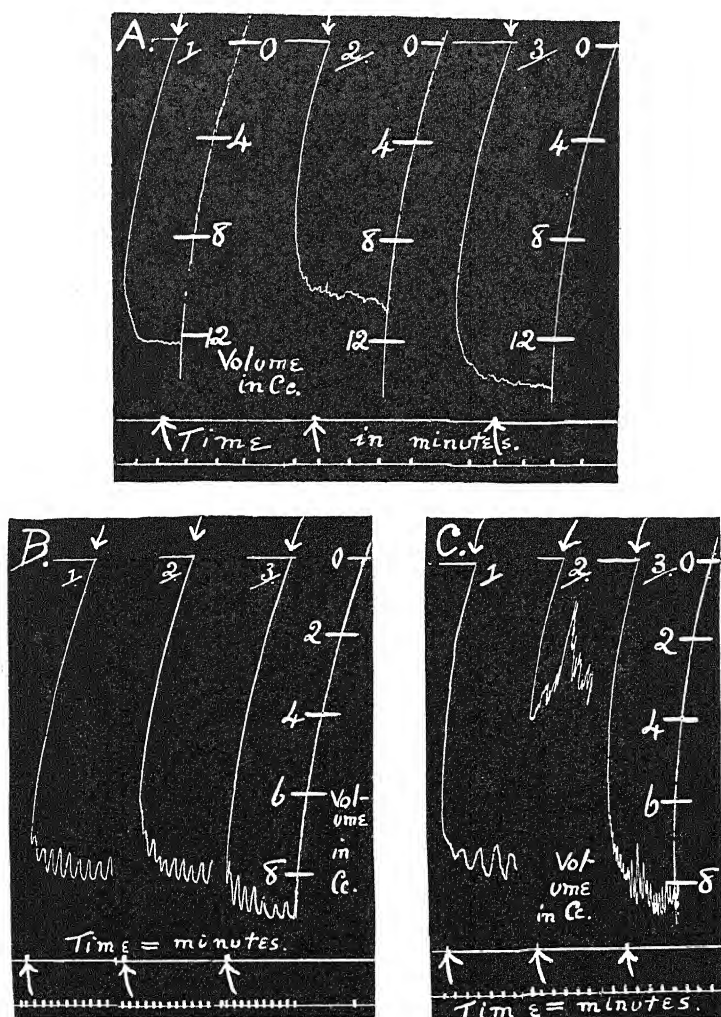 A. 1 0 2 0 3 0
4 4 4
8 8 8
12 12 12
Volume
in Cc.
Time in minutes.
B. 1 2 3 0
2
4
6 Vol-
ume
in
8 Cc.
Time = minutes.
C. 1 2 3 0
2
4
6
Vol-
ume
in Cc.
8
Time = minutes.